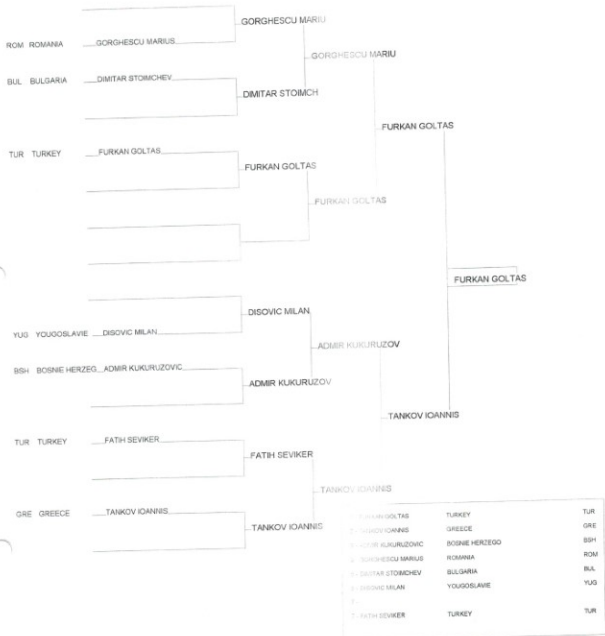 GORGHESCU MARIU
ROM ROMANIA GORGHESCU MARIUS
GORGHESCU MARIU
BUL BULGARIA DIMITAR STOIMCHEV
DIMITAR STOIMCH
FURKAN GOLTAS
TUR TURKEY FURKAN GOLTAS
FURKAN GOLTAS
FURKAN GOLTAS
FURKAN GOLTAS
DISOVIC MILAN
YUG YOUGOSLAVIE DISOVIC MILAN
ADMIR KUKURUZOV
BSH BOSNIE HERZEG ADMIR KUKURUZOVIC
ADMIR KUKURUZOV
TANKOV IOANNIS
TUR TURKEY FATIH SEVIKER
FATIH SEVIKER
TANKOV IOANNIS
GRE GREECE TANKOV IOANNIS
TANKOV IOANNIS
GOLTAS TURKEY TUR
IOANNIS GREECE GRE
KUKURUZOVIC BOSNIE HERZEGO BSH
GORGHESCU MARIUS ROMANIA ROM
STOIMCHEV BULGARIA BUL
MILAN YOUGOSLAVIE YUG
FATIH SEVIKER TURKEY TUR